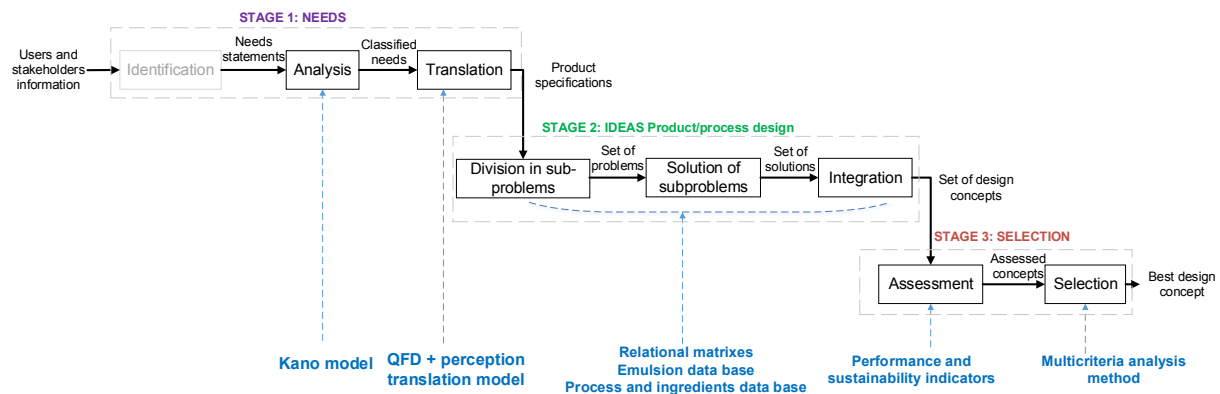 STAGE 1: NEEDS
Users and
stakeholders
information
Identification
Needs
statements
Analysis
Classified
needs
Translation
Product
specifications
STAGE 2: IDEAS Product/process design
Division in sub-
problems
Set of
problems
Solution of
subproblems
Set of
solutions
Integration
Set of design
concepts
STAGE 3: SELECTION
Assessment
Assessed
concepts
Selection
Best design
concept
Kano model
QFD + perception
translation model
Relational matrixes
Emulsion data base
Process and ingredients data base
Performance and
sustainability indicators
Multicriteria analysis
method